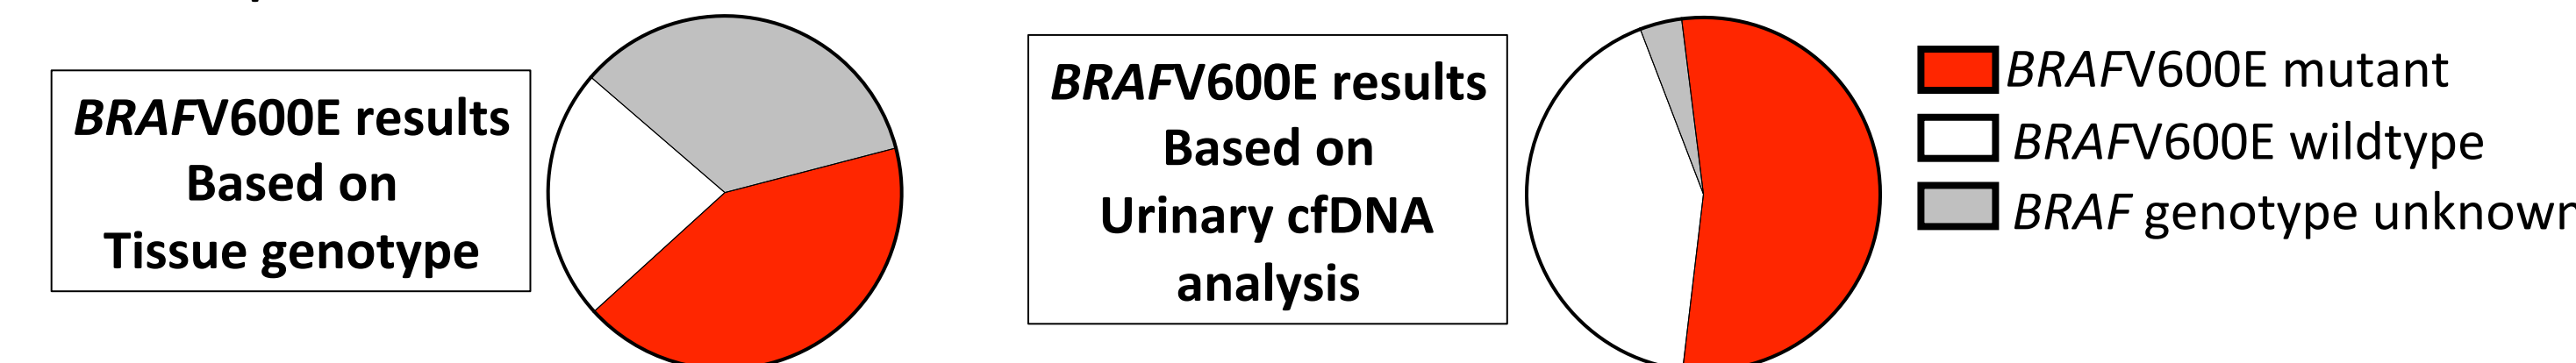 BRAFV600E results
Based on
Tissue genotype
BRAFV600E results
Based on
Urinary cfDNA
analysis
BRAFV600E mutant
BRAFV600E wildtype
BRAF genotype unknown